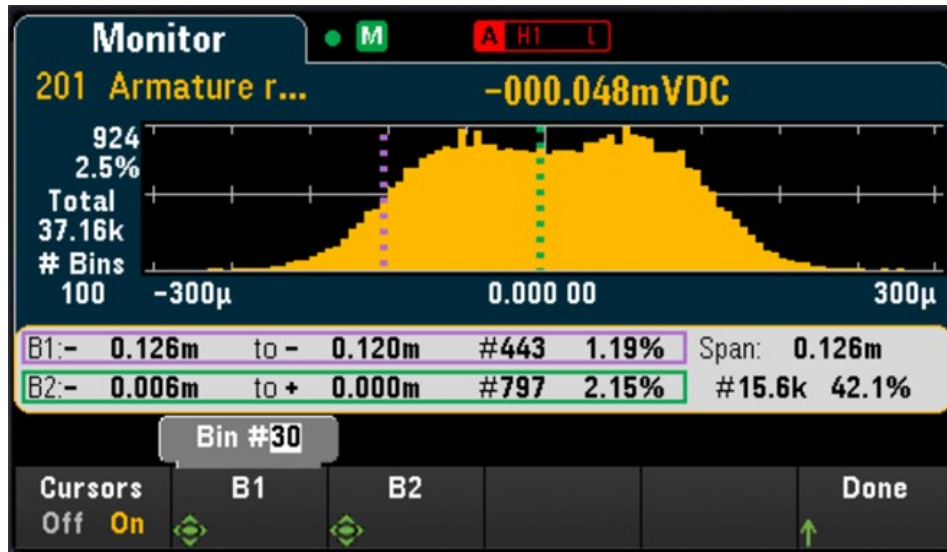 Monitor M A H1 L
201 Armature r... -000.048mVDC
924
2.5%
Total
37.16k
# Bins
100 -300µ 0.000 00 300µ
B1:- 0.126m to - 0.120m #443 1.19% Span: 0.126m
B2:- 0.006m to + 0.000m #797 2.15% #15.6k 42.1%
Bin #30
Cursors B1 B2 Done
Off On